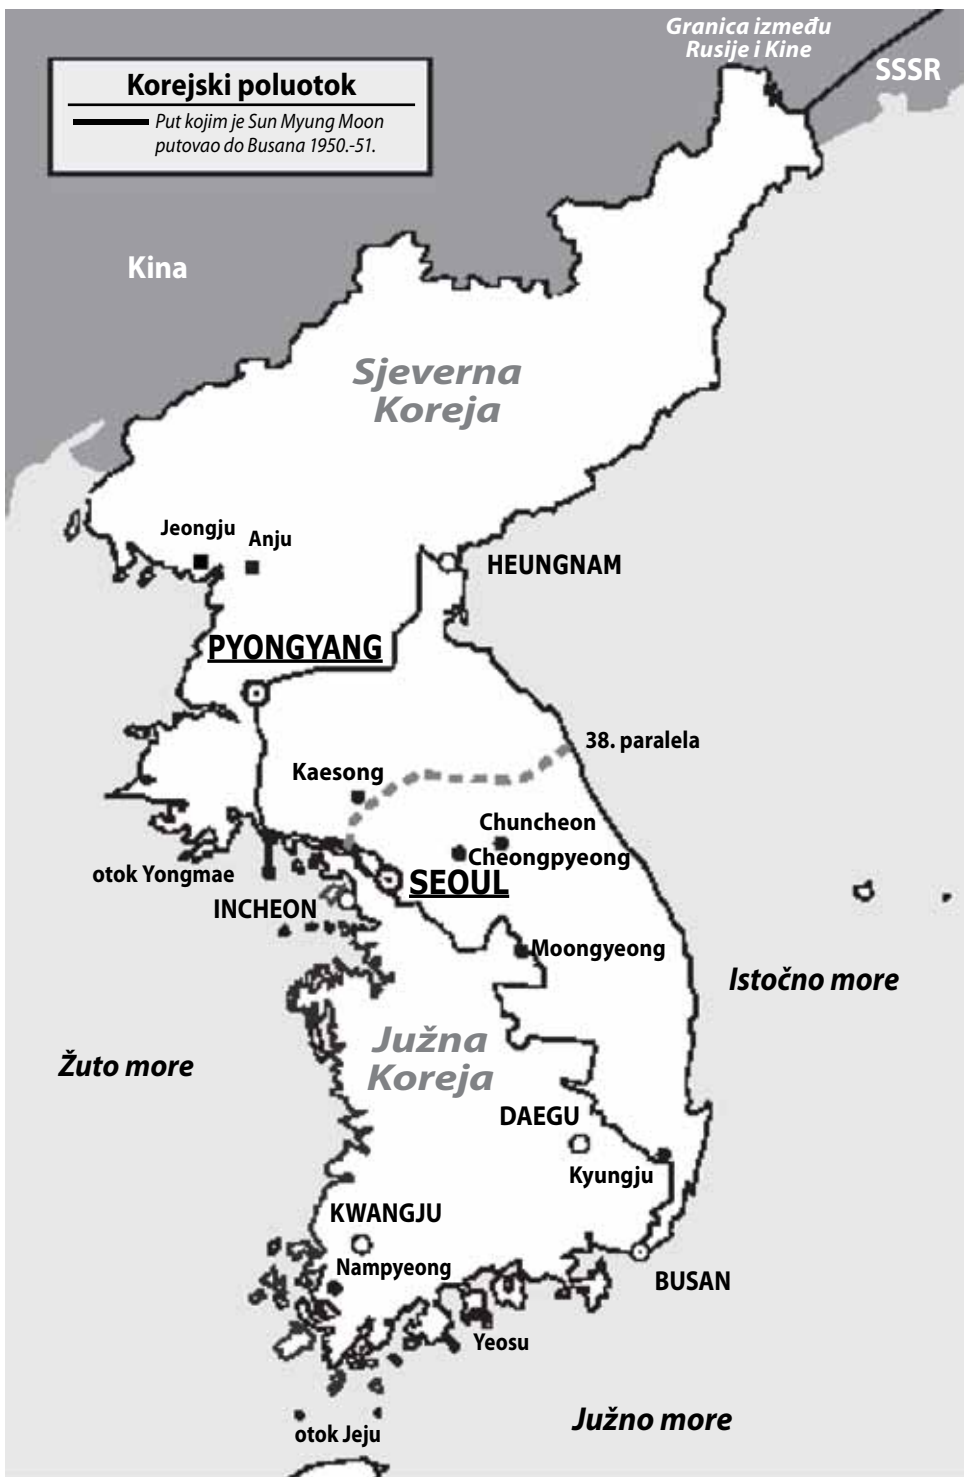 Granica između
Rusije i Kine
SSSR
Korejski poluotok
Put kojim je Sun Myung Moon
putovao do Busana 1950.-51.
Kina
Sjeverna
Koreja
Jeongju
Anju
HEUNGNAM
PYONGYANG
38. paralela
Kaesong
Chuncheon
Cheongpyeong
otok Yongmae
SEOUL
INCHEON
Moongyeong
Istočno more
Južna
Koreja
Žuto more
DAEGU
Kyungju
KWANGJU
Nampyeong
BUSAN
Yeosu
Južno more
otok Jeju